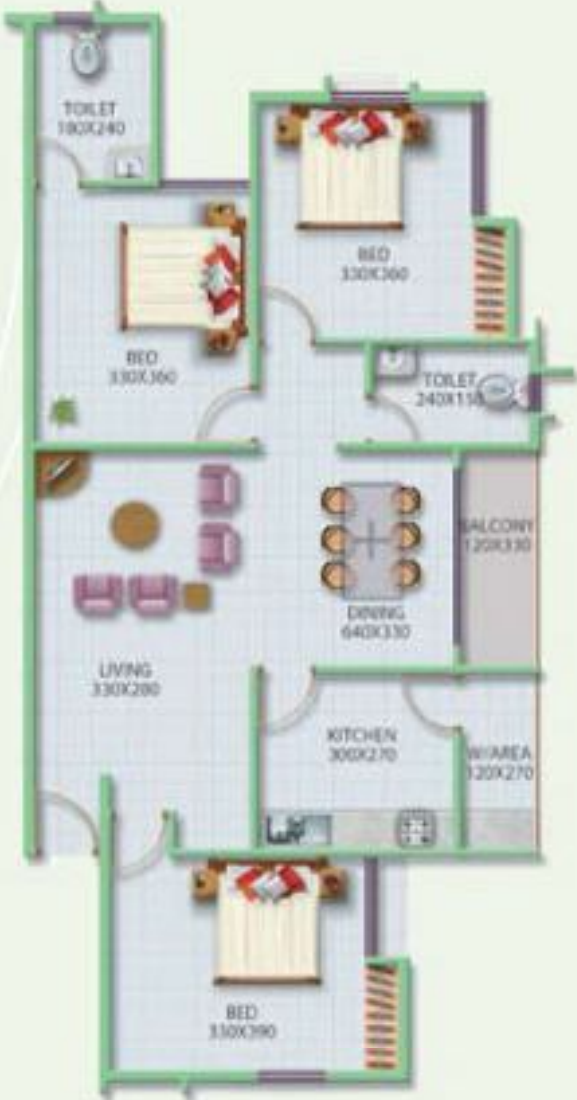 TOILET
180X240
BED
330X360
BED
330X360
TOILET
240X150
BALCONY
120X330
DINING
640X330
LIVING
330X280
KITCHEN
300X270
W/AREA
120X270
BED
330X390